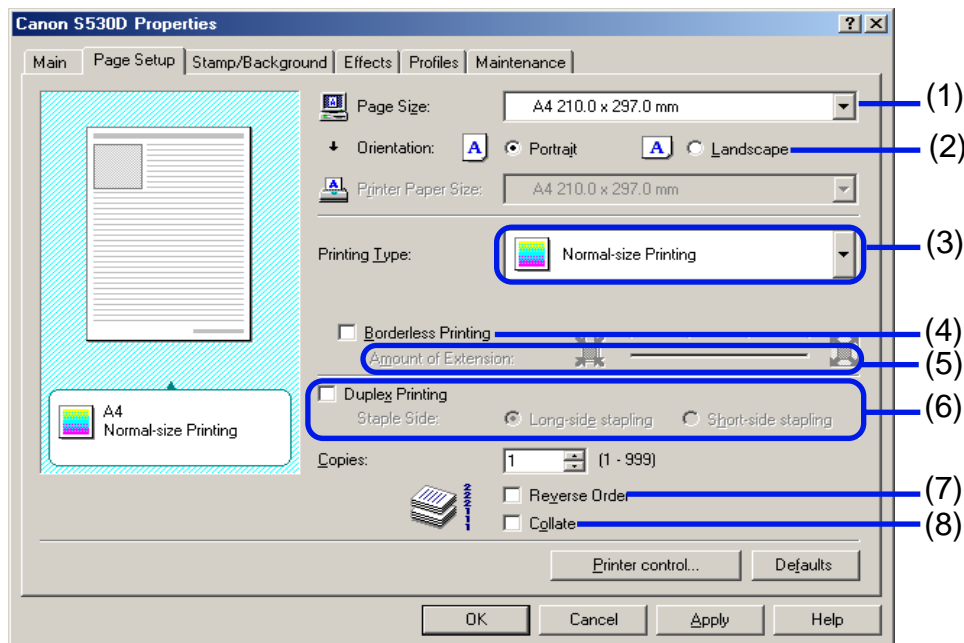 Canon S530D Properties
Main Page Setup Stamp/Background Effects Profiles Maintenance
Page Size: A4 210.0 x 297.0 mm (1)
Orientation: A Portrait A Landscape (2)
Printer Paper Size: A4 210.0 x 297.0 mm
Printing Type: Normal-size Printing (3)
Borderless Printing (4)
Amount of Extension: (5)
Duplex Printing
Staple Side: Long-side stapling Short-side stapling (6)
A4
Normal-size Printing
Copies: 1 (1 - 999)
Reverse Order (7)
Collate (8)
222111
Printer control... Defaults
OK Cancel Apply Help